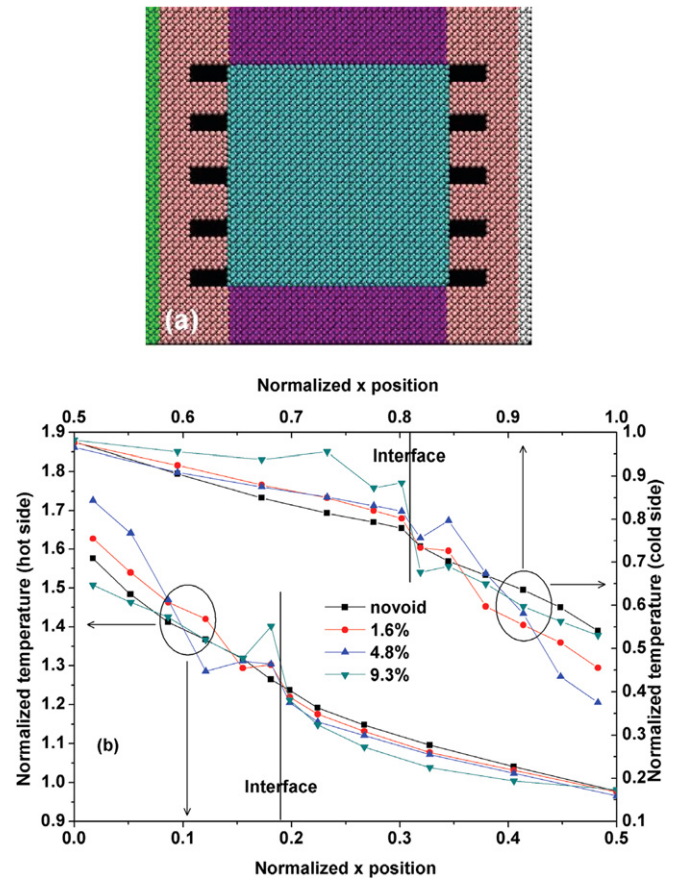 (a)
Normalized x position
0.5 0.6 0.7 0.8 0.9 1.0
1.9 1.0
1.8 0.9
1.7 0.8
1.6 0.7
1.5 0.6
1.4 0.5
1.3 0.4
1.2 0.3
1.1 0.2
1.0 0.1
0.9
Normalized temperature (hot side)
Normalized temperature (cold side)
Interface
novoid
1.6%
4.8%
9.3%
(b)
Interface
0.0 0.1 0.2 0.3 0.4 0.5
Normalized x position